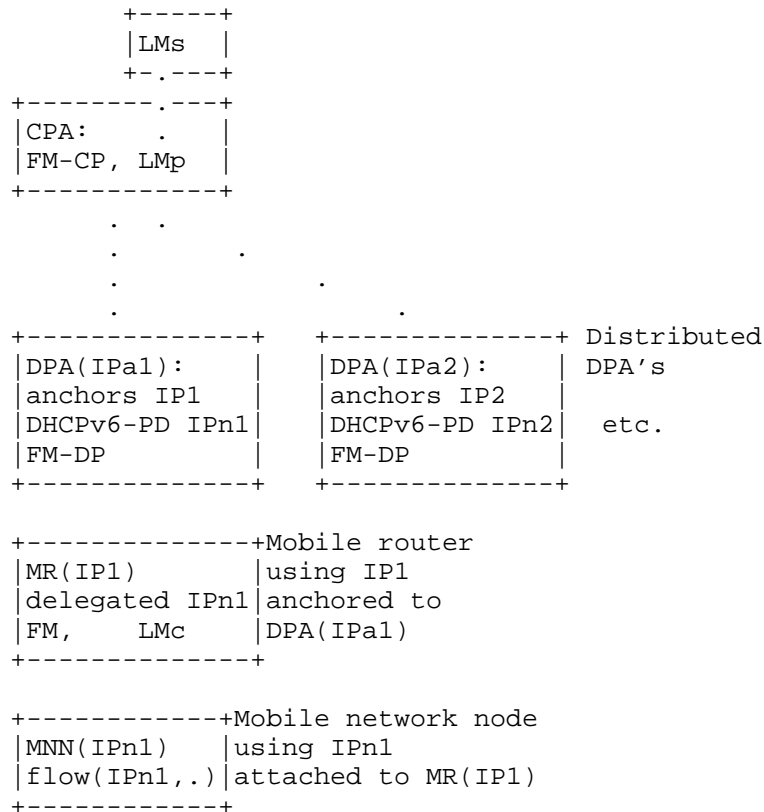 LMs
CPA:
FM-CP, LMp
DPA(IPa1): DPA(IPa2): Distributed DPA's
anchors IP1 anchors IP2
DHCPv6-PD IPn1 DHCPv6-PD IPn2 etc.
FM-DP FM-DP
Mobile router
MR(IP1) using IP1
delegated IPn1 anchored to
FM, LMc DPA(IPa1)
Mobile network node
MNN(IPn1) using IPn1
flow(IPn1,.) attached to MR(IP1)